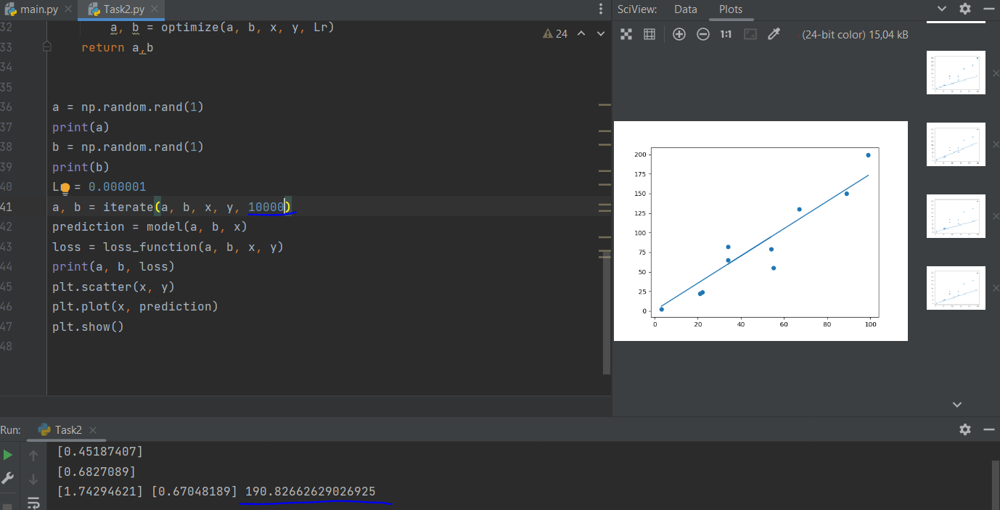 main.py
Task2.py
SciView:
Data
Plots
32 a, b = optimize(a, b, x, y, Lr)
24
33 return a,b
34
35
36 a = np.random.rand(1)
37 print(a)
38 b = np.random.rand(1)
39 print(b)
40 L = 0.000001
41 a, b = iterate(a, b, x, y, 10000)
42 prediction = model(a, b, x)
43 loss = loss_function(a, b, x, y)
44 print(a, b, loss)
45 plt.scatter(x, y)
46 plt.plot(x, prediction)
47 plt.show()
48
1:1
(24-bit color) 15,04 kB
200
175
150
125
100
75
50
25
0
0 20 40 60 80 100
Run:
Task2
[0.45187407]
[0.6827089]
[1.74294621] [0.67048189] 190.82662629026925